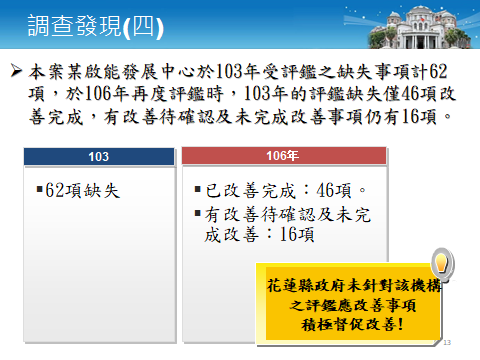 調查發現(四)
本案某啟能發展中心於103年受評鑑之缺失事項計62
項，於106年再度評鑑時，103年的評鑑缺失僅46項改
善完成，有改善待確認及未完成改善事項仍有16項。
103
106年
62項缺失
已改善完成：46項。
有改善待確認及未完
成改善：16項
花蓮縣政府未針對該機構
之評鑑應改善事項
積極督促改善!
13